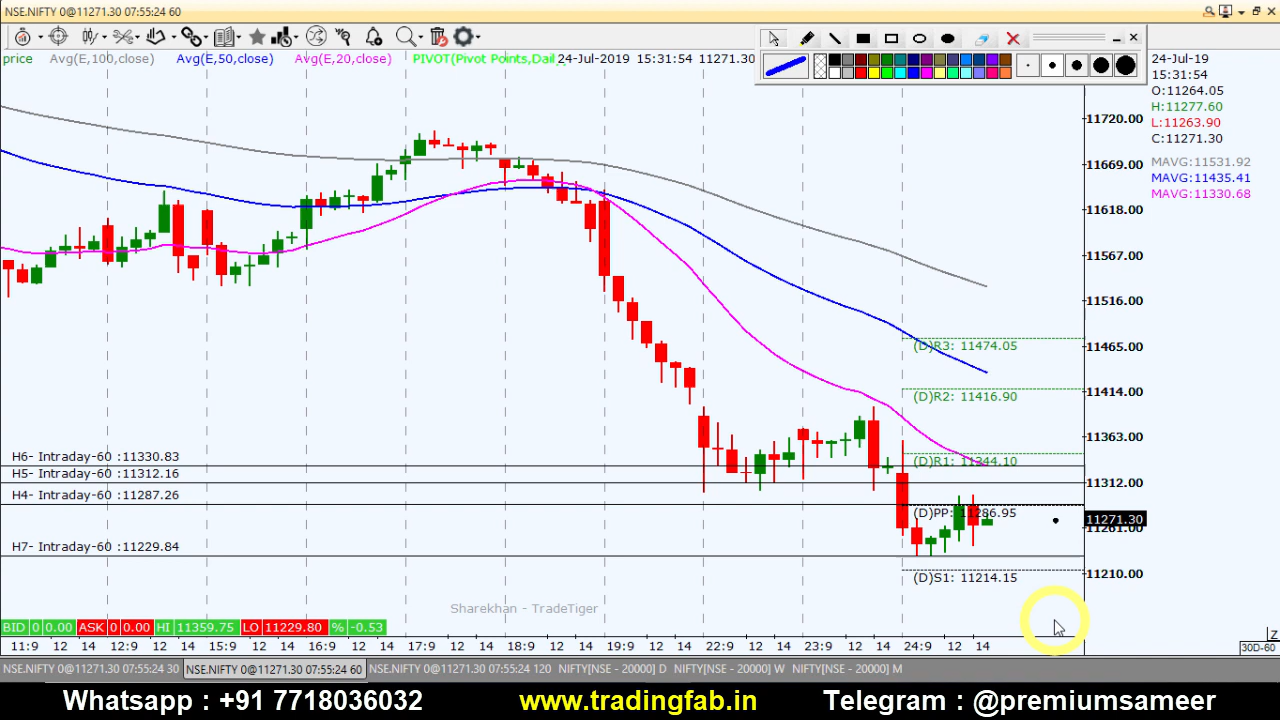 NSE.NIFTY 0@11271.30 07:55:24 60
price Avg(E,100,close) Avg(E,50,close) Avg(E,20,close) PIVOT(Pivot Points,Dail 24-Jul-2019 15:31:54 11271.30
24-Jul-19
15:31:54
O:11264.05
H:11277.60
L:11263.90
C:11271.30
MAVG:11531.92
MAVG:11435.41
MAVG:11330.68
11720.00
11669.00
11618.00
11567.00
11516.00
11465.00
11414.00
11363.00
11312.00
11271.30
11261.00
11210.00
(D)R3: 11474.05
(D)R2: 11416.90
(D)R1: 11344.10
(D)PP: 11286.95
(D)S1: 11214.15
H6- Intraday-60 :11330.83
H5- Intraday-60 :11312.16
H4- Intraday-60 :11287.26
H7- Intraday-60 :11229.84
Sharekhan - TradeTiger
BID 0 0.00 ASK 0 0.00 HI 11359.75 LO 11229.80 % -0.53
11:9 12 14 12:9 12 14 15:9 12 14 16:9 12 14 17:9 12 14 18:9 12 14 19:9 12 14 22:9 12 14 23:9 12 14 24:9 12 14
Z
30D-60
NSE.NIFTY 0@11271.30 07:55:24 30 NSE.NIFTY 0@11271.30 07:55:24 60 NSE.NIFTY 0@11271.30 07:55:24 120 NIFTY[NSE - 20000] D NIFTY[NSE - 20000] W NIFTY[NSE - 20000] M
Whatsapp : +91 7718036032 www.tradingfab.in Telegram : @premiumsameer